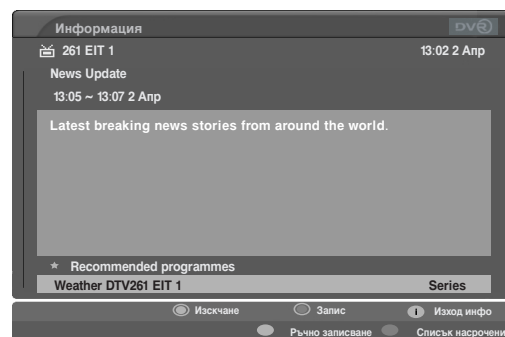 Информация DVR
261 EIT 1 13:02 2 Апр
News Update
13:05 ~ 13:07 2 Апр
Latest breaking news stories from around the world.
★ Recommended programmes
Weather DTV261 EIT 1 Series
Изскчане Запис i Изход инфо
Ръчно записване Списък насрочени